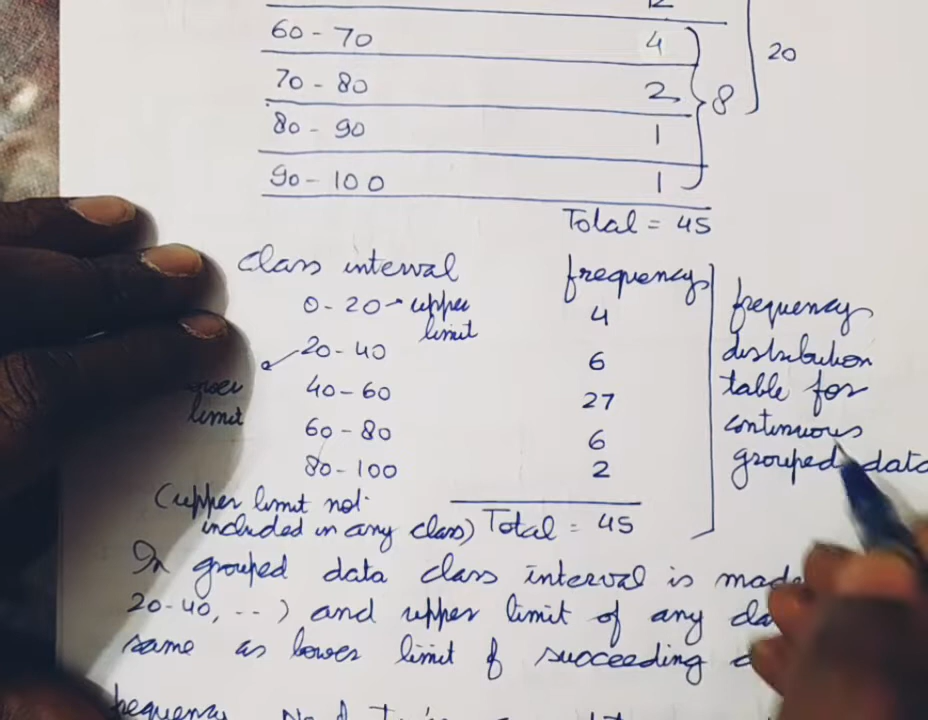 12
60-70 4
70-80 2
80-90 1
90-100 1
8
20
Total = 45
class interval frequency
0-20 upper limit 4
20-40 6
limit
40-60 27
60-80 6
80-100 2
(upper limit not
included in any class) Total = 45
frequency
distribution
table for
continuous
grouped data
In grouped data class interval is made
20-40, --) and upper limit of any
same as lower limit of succeeding
frequency